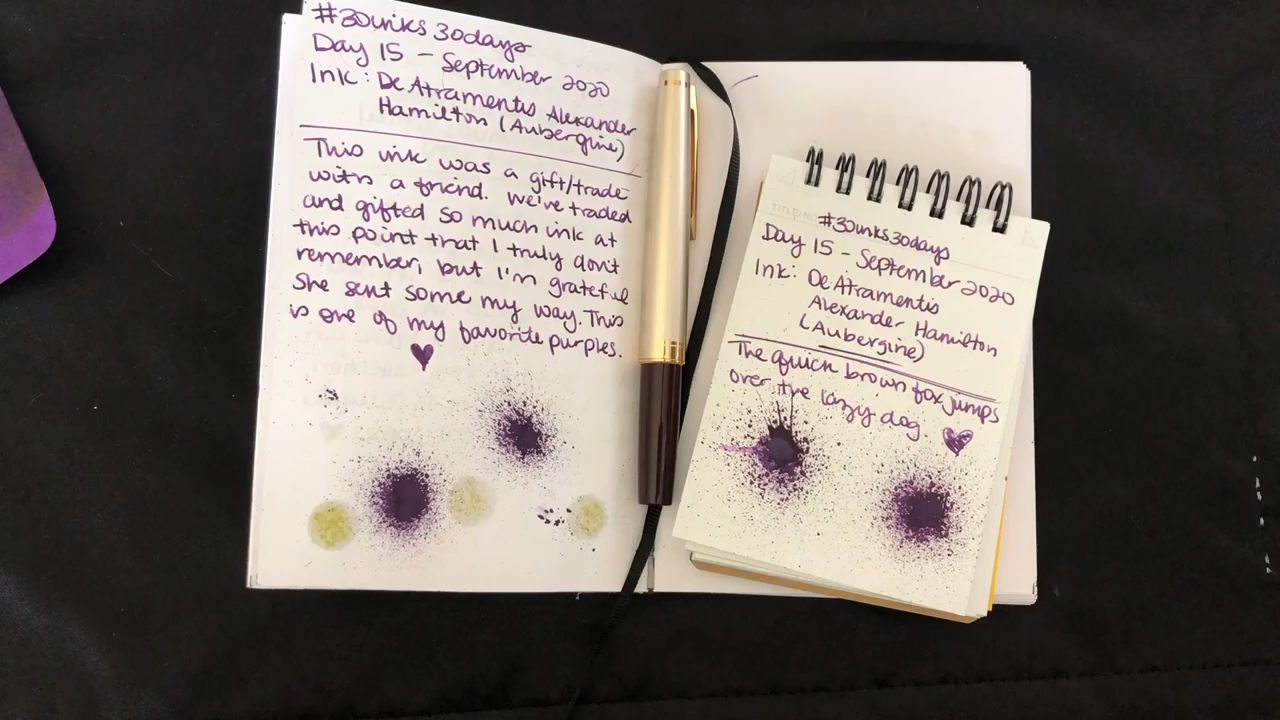 #30inks30days
Day 15 - September 2020
Ink: De Atramentis Alexander
Hamilton (Aubergine)
This ink was a gift/trade
with a friend. We've traded
and gifted so much ink at
this point that I truly don't
remember, but I'm grateful
she sent some my way. This
is one of my favorite purples.
#30inks30days
Day 15 - September 2020
Ink: De Atramentis
Alexander Hamilton
(Aubergine)
The quick brown fox jumps
over the lazy dog